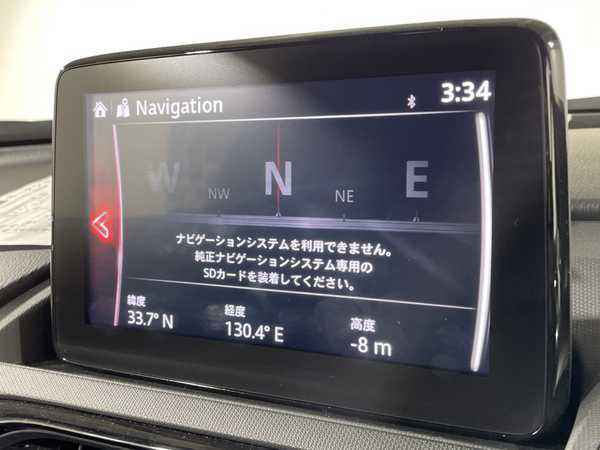 Navigation 3:34
W NW N NE E
ナビゲーションシステムを利用できません。
純正ナビゲーションシステム専用の
SDカードを装着してください。
緯度 経度 高度
33.7° N 130.4° E -8 m